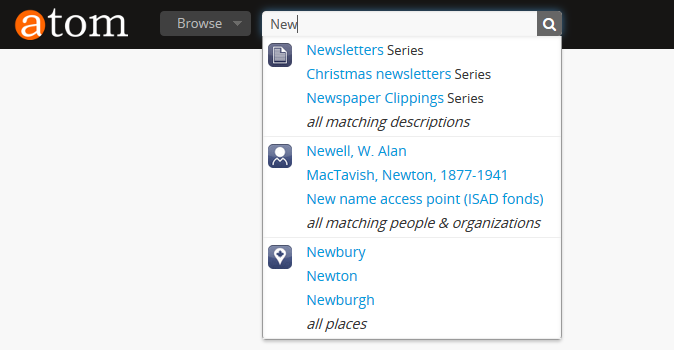 atom
Browse
New
Newsletters Series
Christmas newsletters Series
Newspaper Clippings Series
all matching descriptions
Newell, W. Alan
MacTavish, Newton, 1877-1941
New name access point (ISAD fonds)
all matching people & organizations
Newbury
Newton
Newburgh
all places